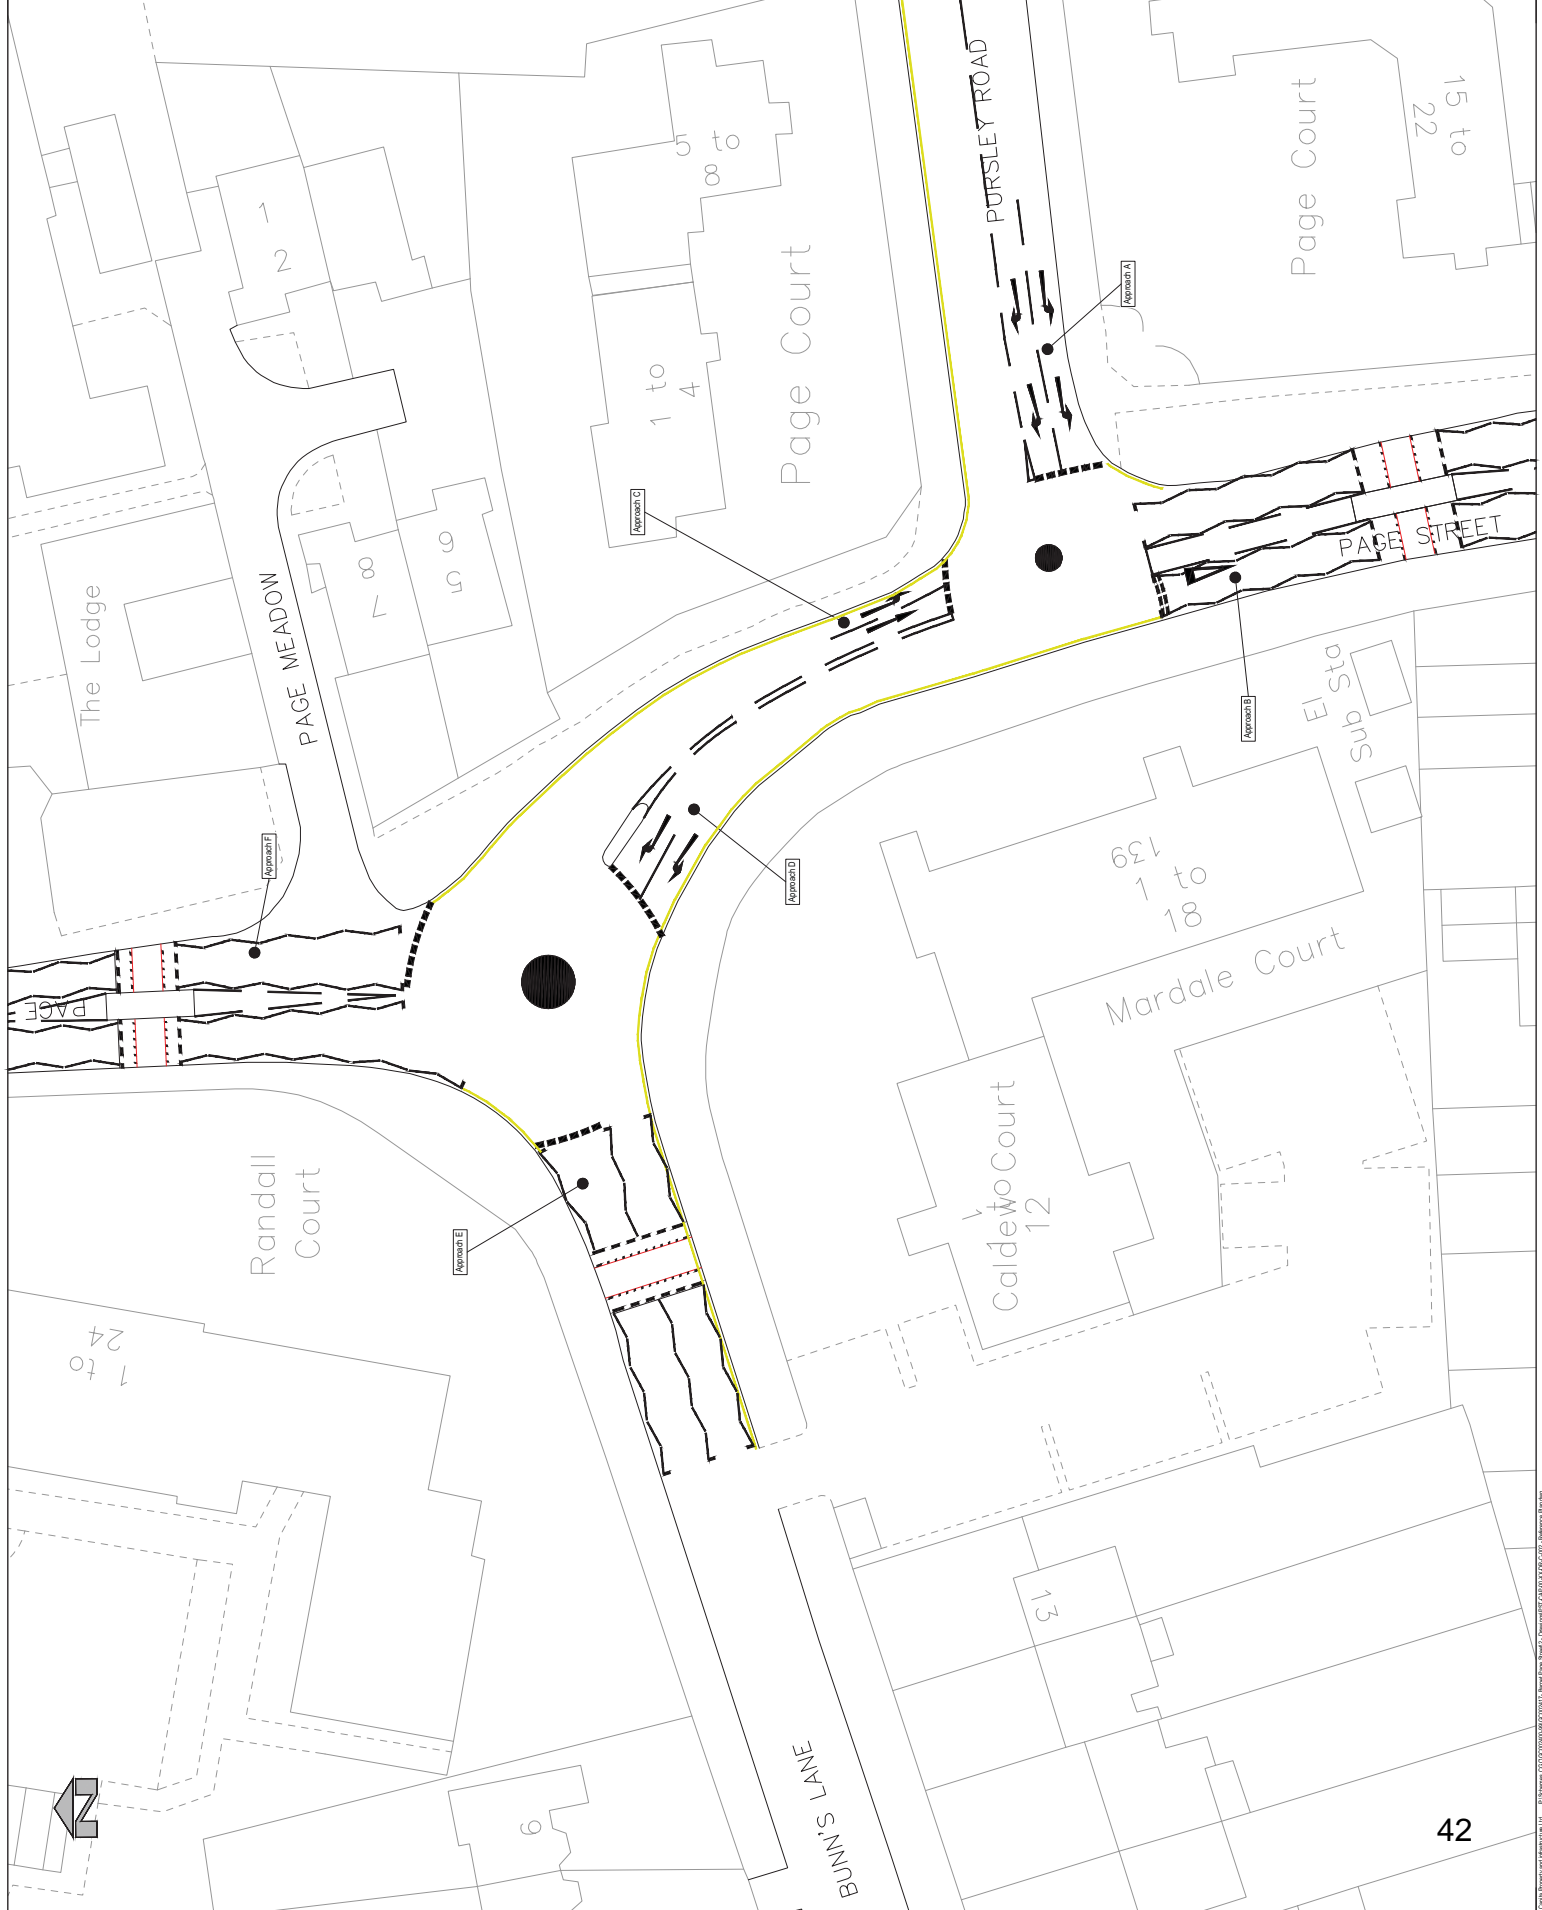 PURSLEY ROAD
Page Court
15 to
22
5 to
8
1
2
Page Court
1 to
4
Approach A
Approach C
PAGE STREET
The Lodge
PAGE MEADOW
8
7
6
5
El Sta
Sub Sta
Approach B
Approach F
Approach D
139
1 to
18
Mardale Court
PAGE
Randall
Court
Approach E
Caldewo Court
1
12
1 to
24
13
BUNN'S LANE
9
N
42